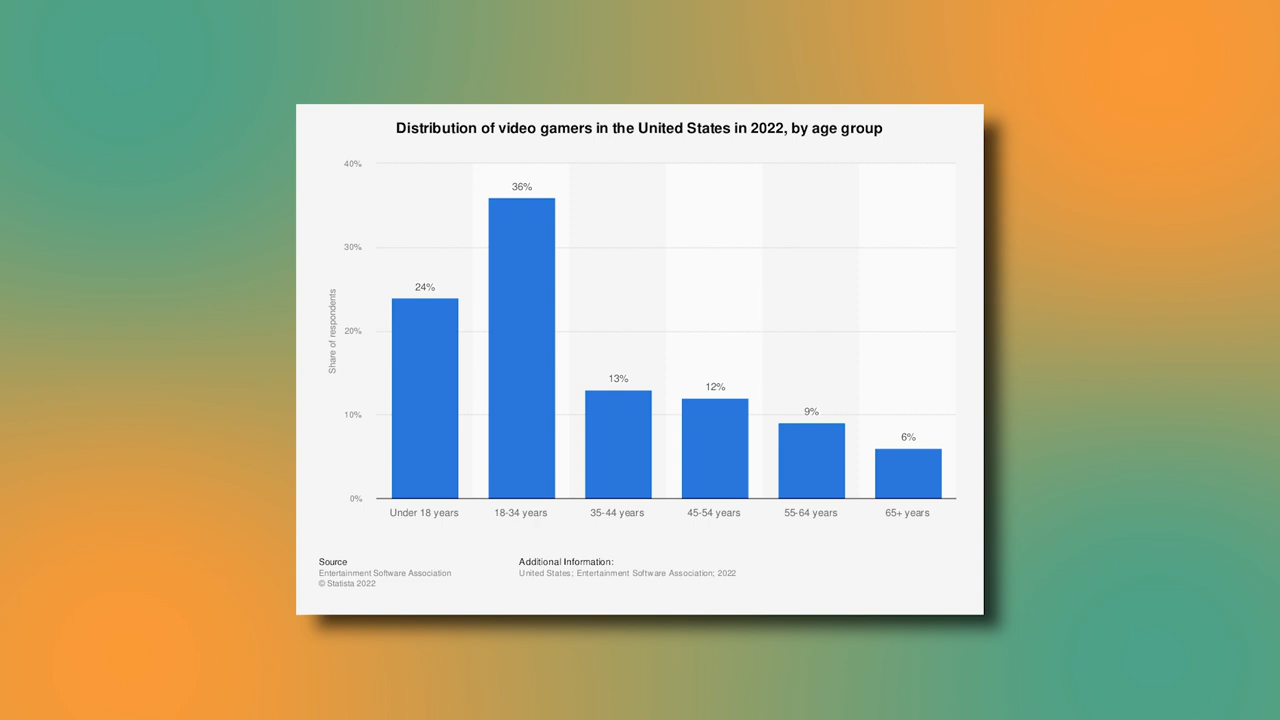 Distribution of video gamers in the United States in 2022, by age group
40%
30%
20%
10%
0%
Share of respondents
24%
36%
13%
12%
9%
6%
Under 18 years
18-34 years
35-44 years
45-54 years
55-64 years
65+ years
Source
Entertainment Software Association
© Statista 2022
Additional Information:
United States; Entertainment Software Association; 2022